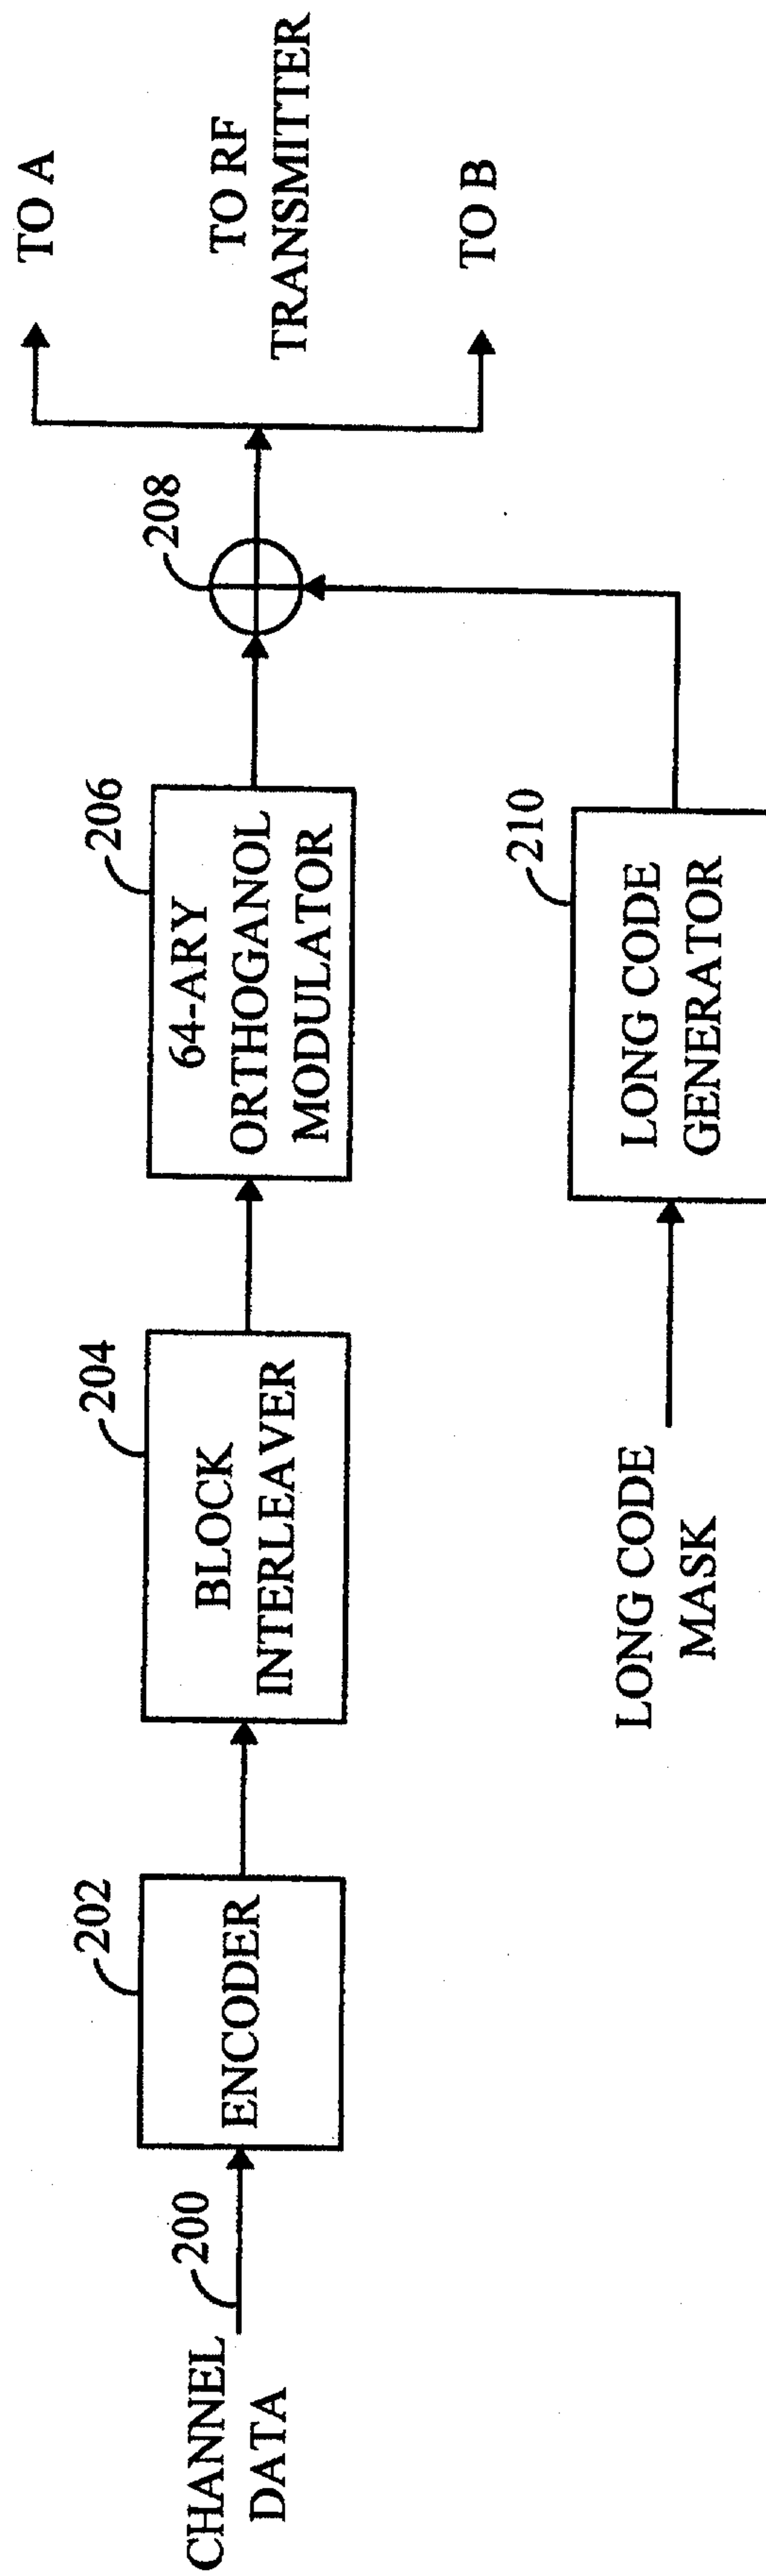 CHANNEL
DATA
200
202
ENCODER
204
BLOCK
INTERLEAVER
206
64-ARY
ORTHOGANOL
MODULATOR
208
TO A
TO RF
TRANSMITTER
TO B
LONG CODE
MASK
210
LONG CODE
GENERATOR